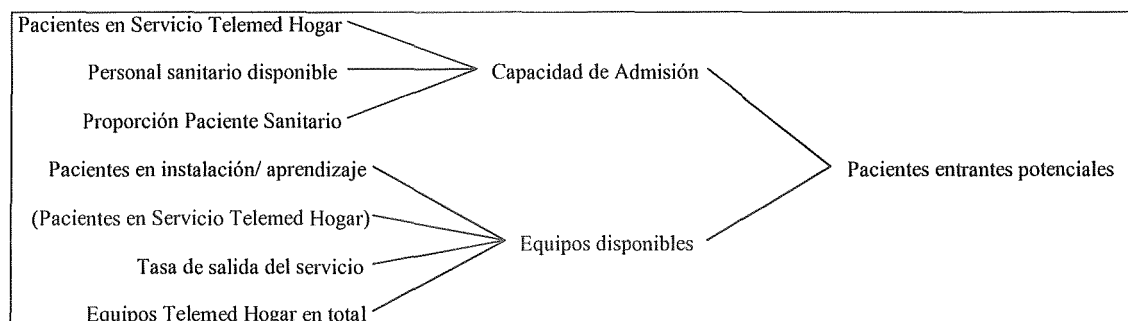 Pacientes en Servicio Telemed Hogar
Personal sanitario disponible
Capacidad de Admisión
Proporción Paciente Sanitario
Pacientes en instalación/ aprendizaje
Pacientes entrantes potenciales
(Pacientes en Servicio Telemed Hogar)
Equipos disponibles
Tasa de salida del servicio
Equipos Telemed Hogar en total